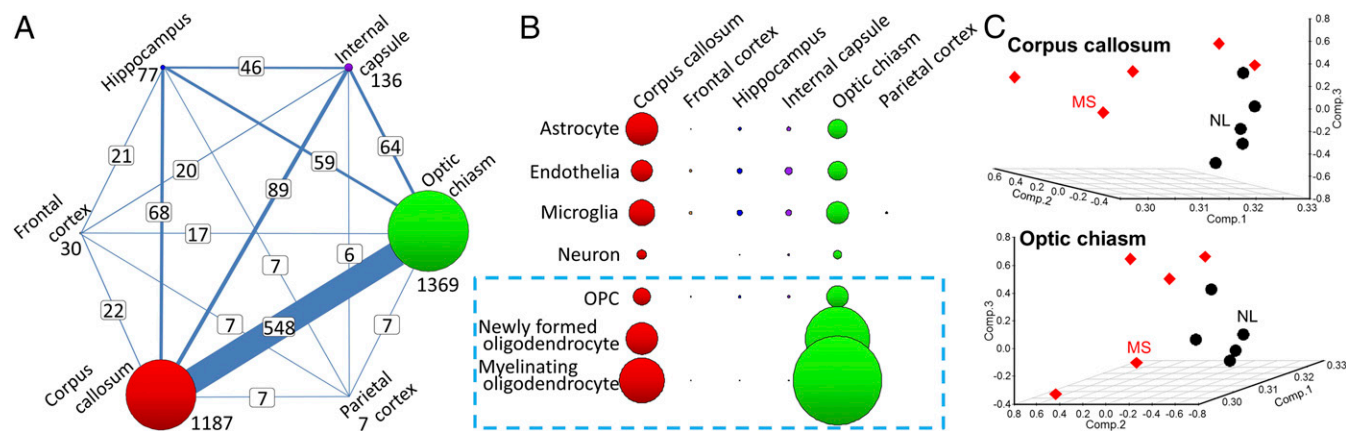 A
Hippocampus
77
Internal
capsule
136
46
21
20
59
64
68
89
Optic
chiasm
1369
Frontal
cortex
30
17
7
6
22
7
548
7
Corpus
callosum
1187
7
Parietal
cortex
7
B
Corpus callosum
Frontal cortex
Hippocampus
Internal capsule
Optic chiasm
Parietal cortex
Astrocyte
Endothelia
Microglia
Neuron
OPC
Newly formed
oligodendrocyte
Myelinating
oligodendrocyte
C
Corpus callosum
MS
NL
0.8
0.6
0.4
0.2
0.0
-0.2
-0.4
-0.6
-0.8
Comp.3
0.6
0.4
0.2
0.0
-0.2
-0.4
Comp.2
0.30
0.31
0.32
0.33
Comp.1
Optic chiasm
MS
NL
1.0
0.8
0.6
0.4
0.2
0.0
-0.2
-0.4
Comp.3
0.8
0.6
0.4
0.2
0.0
-0.2
-0.4
-0.6
-0.8
Comp.2
0.30
0.31
0.32
0.33
Comp.1